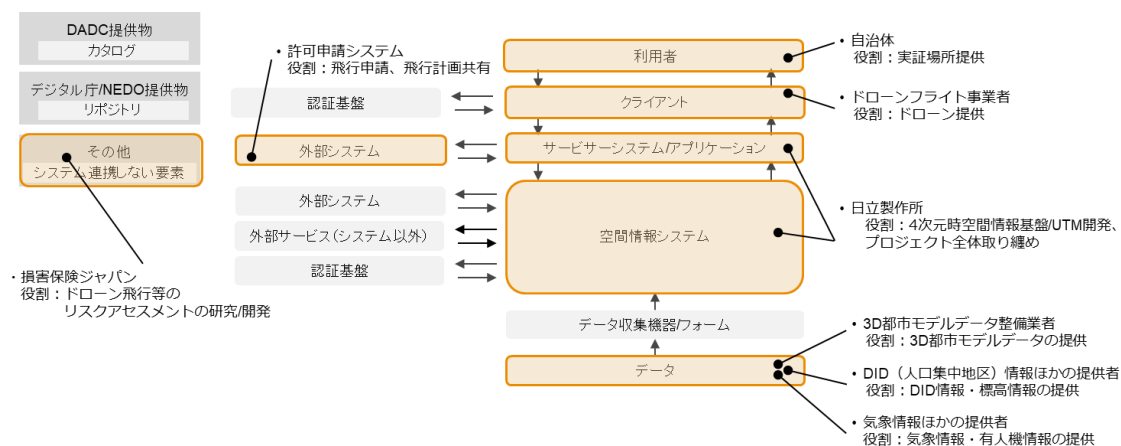 DADC提供物
カタログ
デジタル庁/NEDO提供物
リポジトリ
その他
システム連携しない要素
・損害保険ジャパン
役割：ドローン飛行等の
リスクアセスメントの研究/開発
・許可申請システム
役割：飛行申請、飛行計画共有
認証基盤
外部システム
外部システム
外部サービス（システム以外）
認証基盤
利用者
クライアント
サービサーシステム/アプリケーション
空間情報システム
データ収集機器/フォーム
データ
・自治体
役割：実証場所提供
・ドローンフライト事業者
役割：ドローン提供
・日立製作所
役割：4次元時空間情報基盤/UTM開発、
プロジェクト全体取り纏め
・3D都市モデルデータ整備業者
役割：3D都市モデルデータの提供
・DID（人口集中地区）情報ほかの提供者
役割：DID情報・標高情報の提供
・気象情報ほかの提供者
役割：気象情報・有人機情報の提供